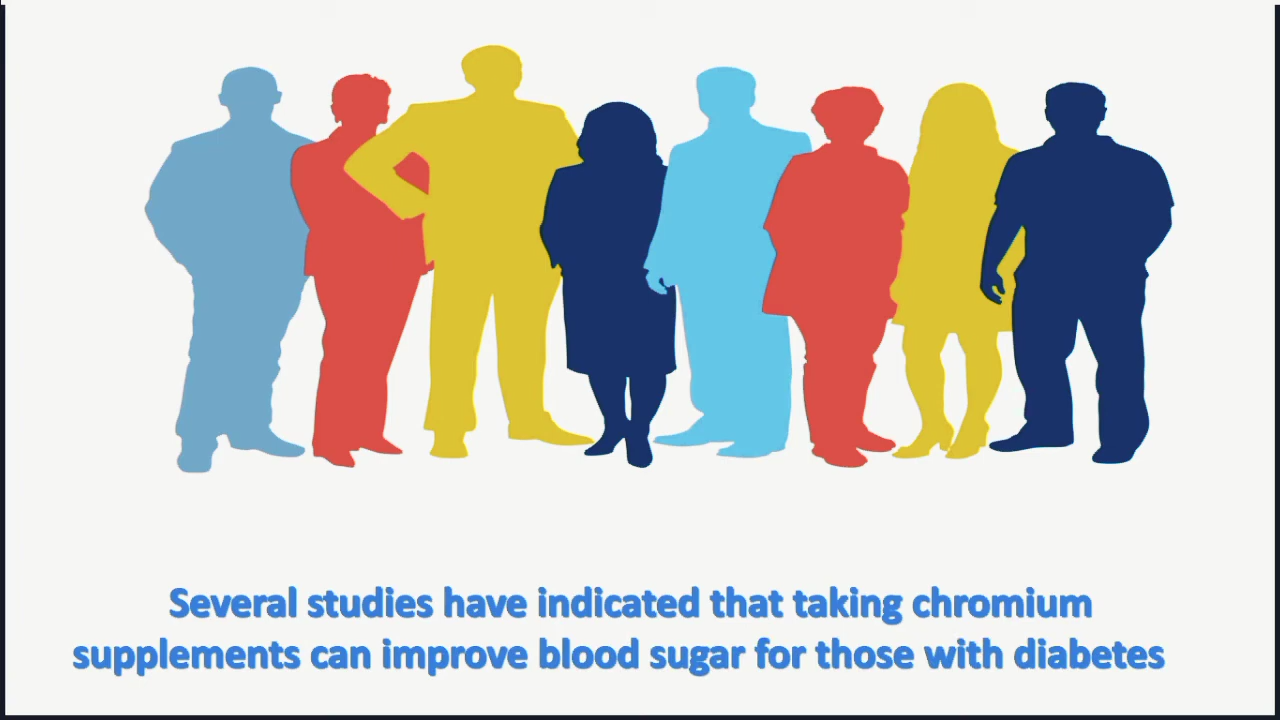 Several studies have indicated that taking chromium
supplements can improve blood sugar for those with diabetes